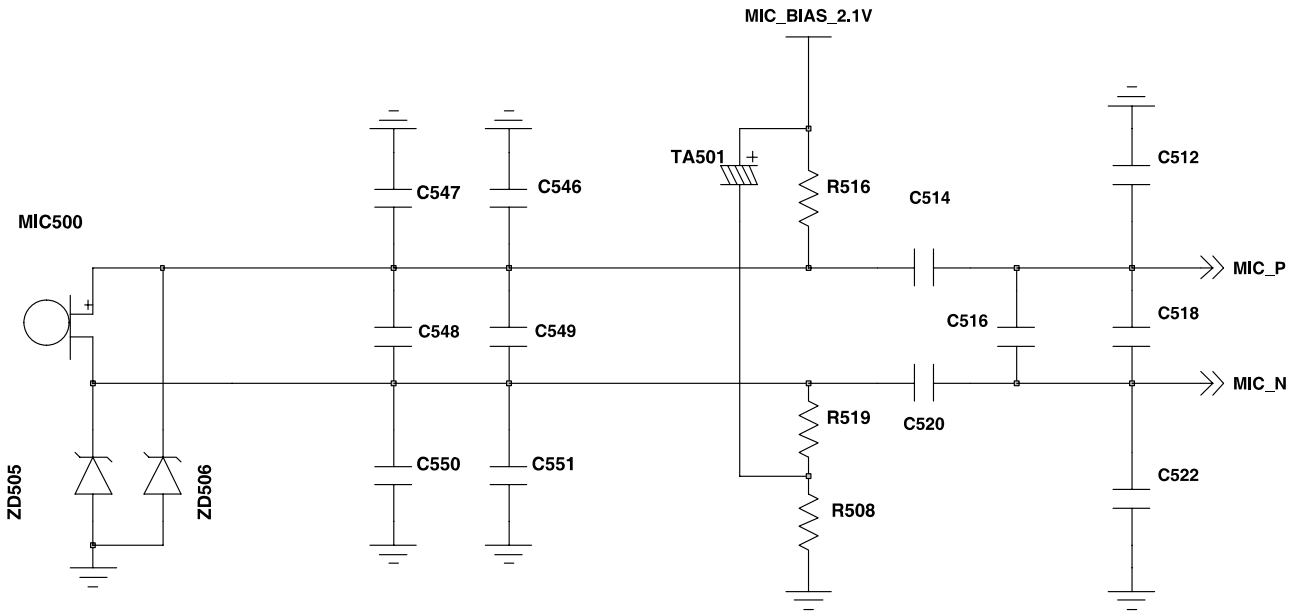 MIC_BIAS_2.1V
TA501
+
R516
C514
C512
C547
C546
MIC500
+
MIC_P
C548
C549
C516
C518
MIC_N
R519
C520
ZD505
ZD506
C550
C551
R508
C522